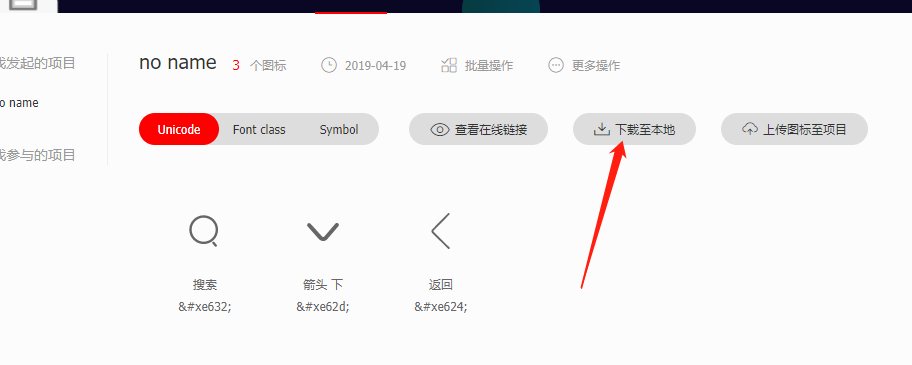 发起的项目
no name 3 个图标 2019-04-19 批量操作 更多操作
name
Unicode Font class Symbol 查看在线链接 下载至本地 上传图标至项目
参与的项目
搜索 箭头 下 返回
&#xe632; &#xe62d; &#xe624;